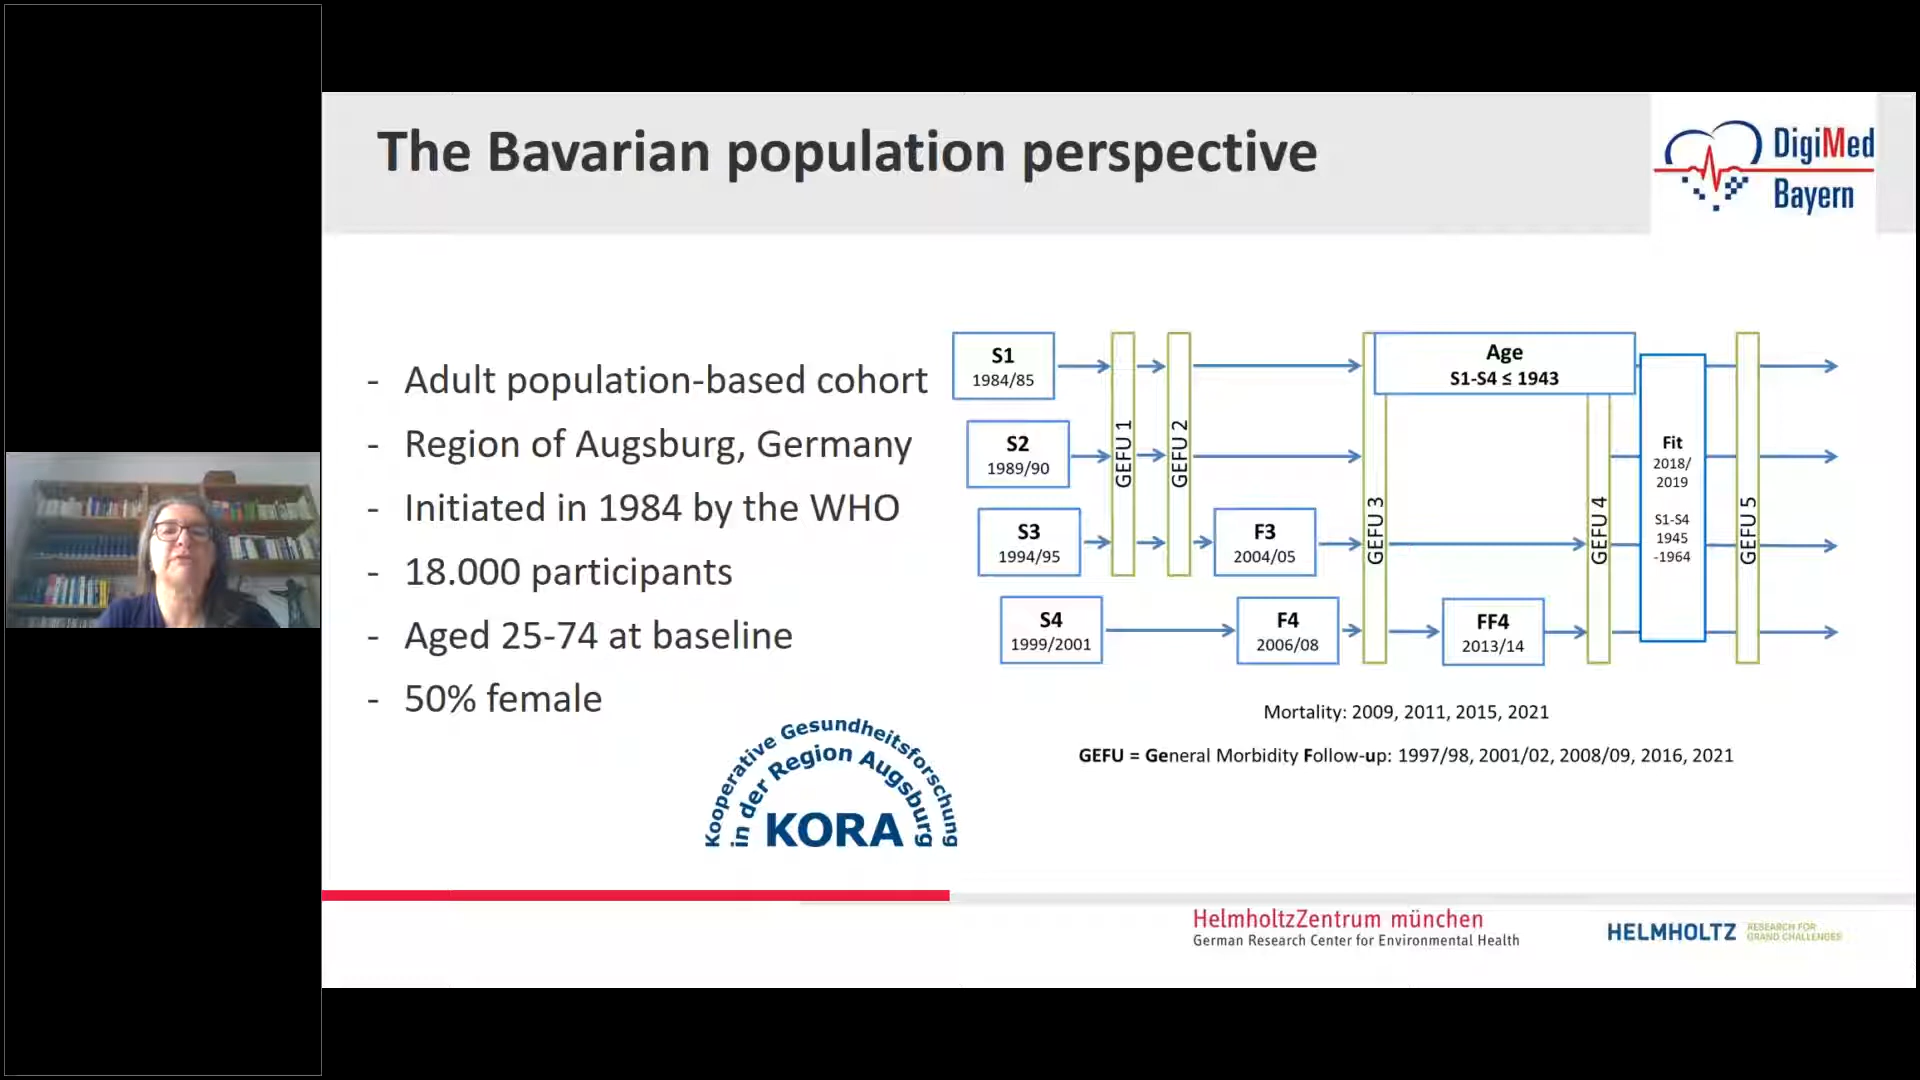 The Bavarian population perspective
DigiMed
Bayern
- Adult population-based cohort
- Region of Augsburg, Germany
- Initiated in 1984 by the WHO
- 18.000 participants
- Aged 25-74 at baseline
- 50% female
Kooperative Gesundheitsforschung
in der Region Augsburg
KORA
S1
1984/85
S2
1989/90
S3
1994/95
S4
1999/2001
GEFU 1
GEFU 2
F3
2004/05
F4
2006/08
GEFU 3
Age
S1-S4 ≤ 1943
FF4
2013/14
GEFU 4
Fit
2018/
2019
S1-S4
1945
-1964
GEFU 5
Mortality: 2009, 2011, 2015, 2021
GEFU = General Morbidity Follow-up: 1997/98, 2001/02, 2008/09, 2016, 2021
HelmholtzZentrum münchen
German Research Center for Environmental Health
HELMHOLTZ
RESEARCH FOR
GRAND CHALLENGES